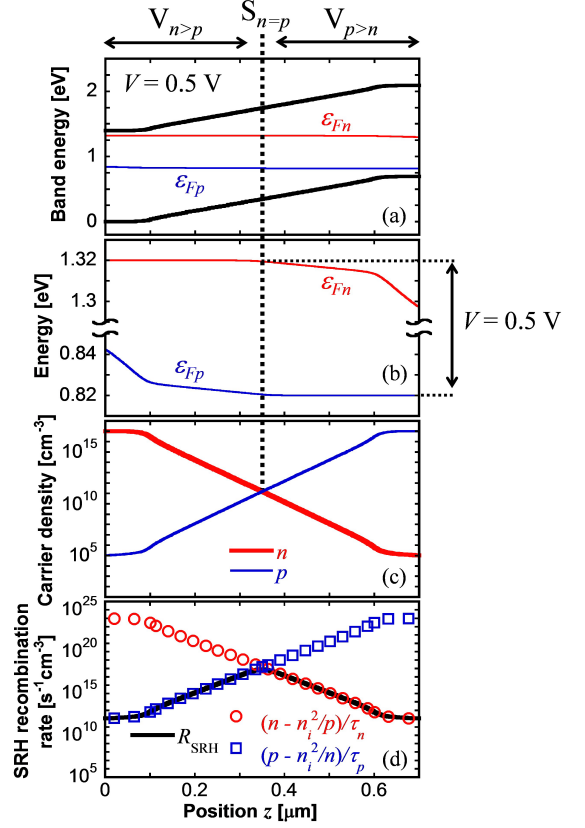 V_{n>p} S_{n=p} V_{p>n}
Band energy [eV]
2
1
0
V = 0.5 V
ε_{Fn}
ε_{Fp}
(a)
Energy [eV]
1.32
1.3
0.84
0.82
ε_{Fn}
ε_{Fp}
(b)
V = 0.5 V
Carrier density [cm^{-3}]
10^{15}
10^{10}
10^{5}
n
p
(c)
SRH recombination
rate [s^{-1}cm^{-3}]
10^{25}
10^{20}
10^{15}
10^{10}
10^{5}
R_{SRH}
(n - n_i^2/p)/τ_n
(p - n_i^2/n)/τ_p
(d)
0 0.2 0.4 0.6
Position z [μm]